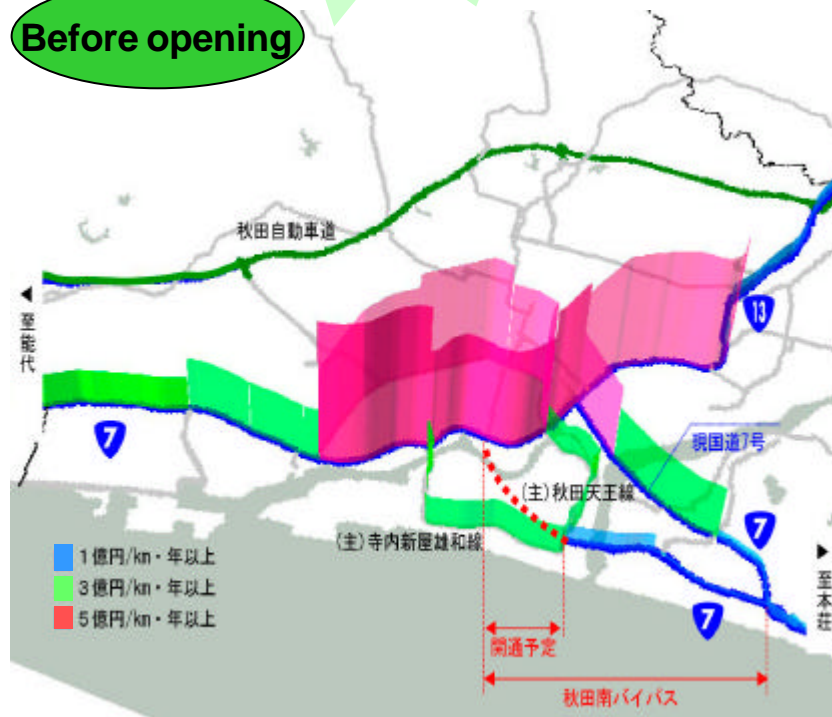 Before opening
秋田自動車道
◀
至能代
13
7
現国道7号
(主)秋田天王線
(主)寺内新屋雄和線
7
▶
至本荘
7
1億円/km・年以上
3億円/km・年以上
5億円/km・年以上
開通予定
秋田南バイパス